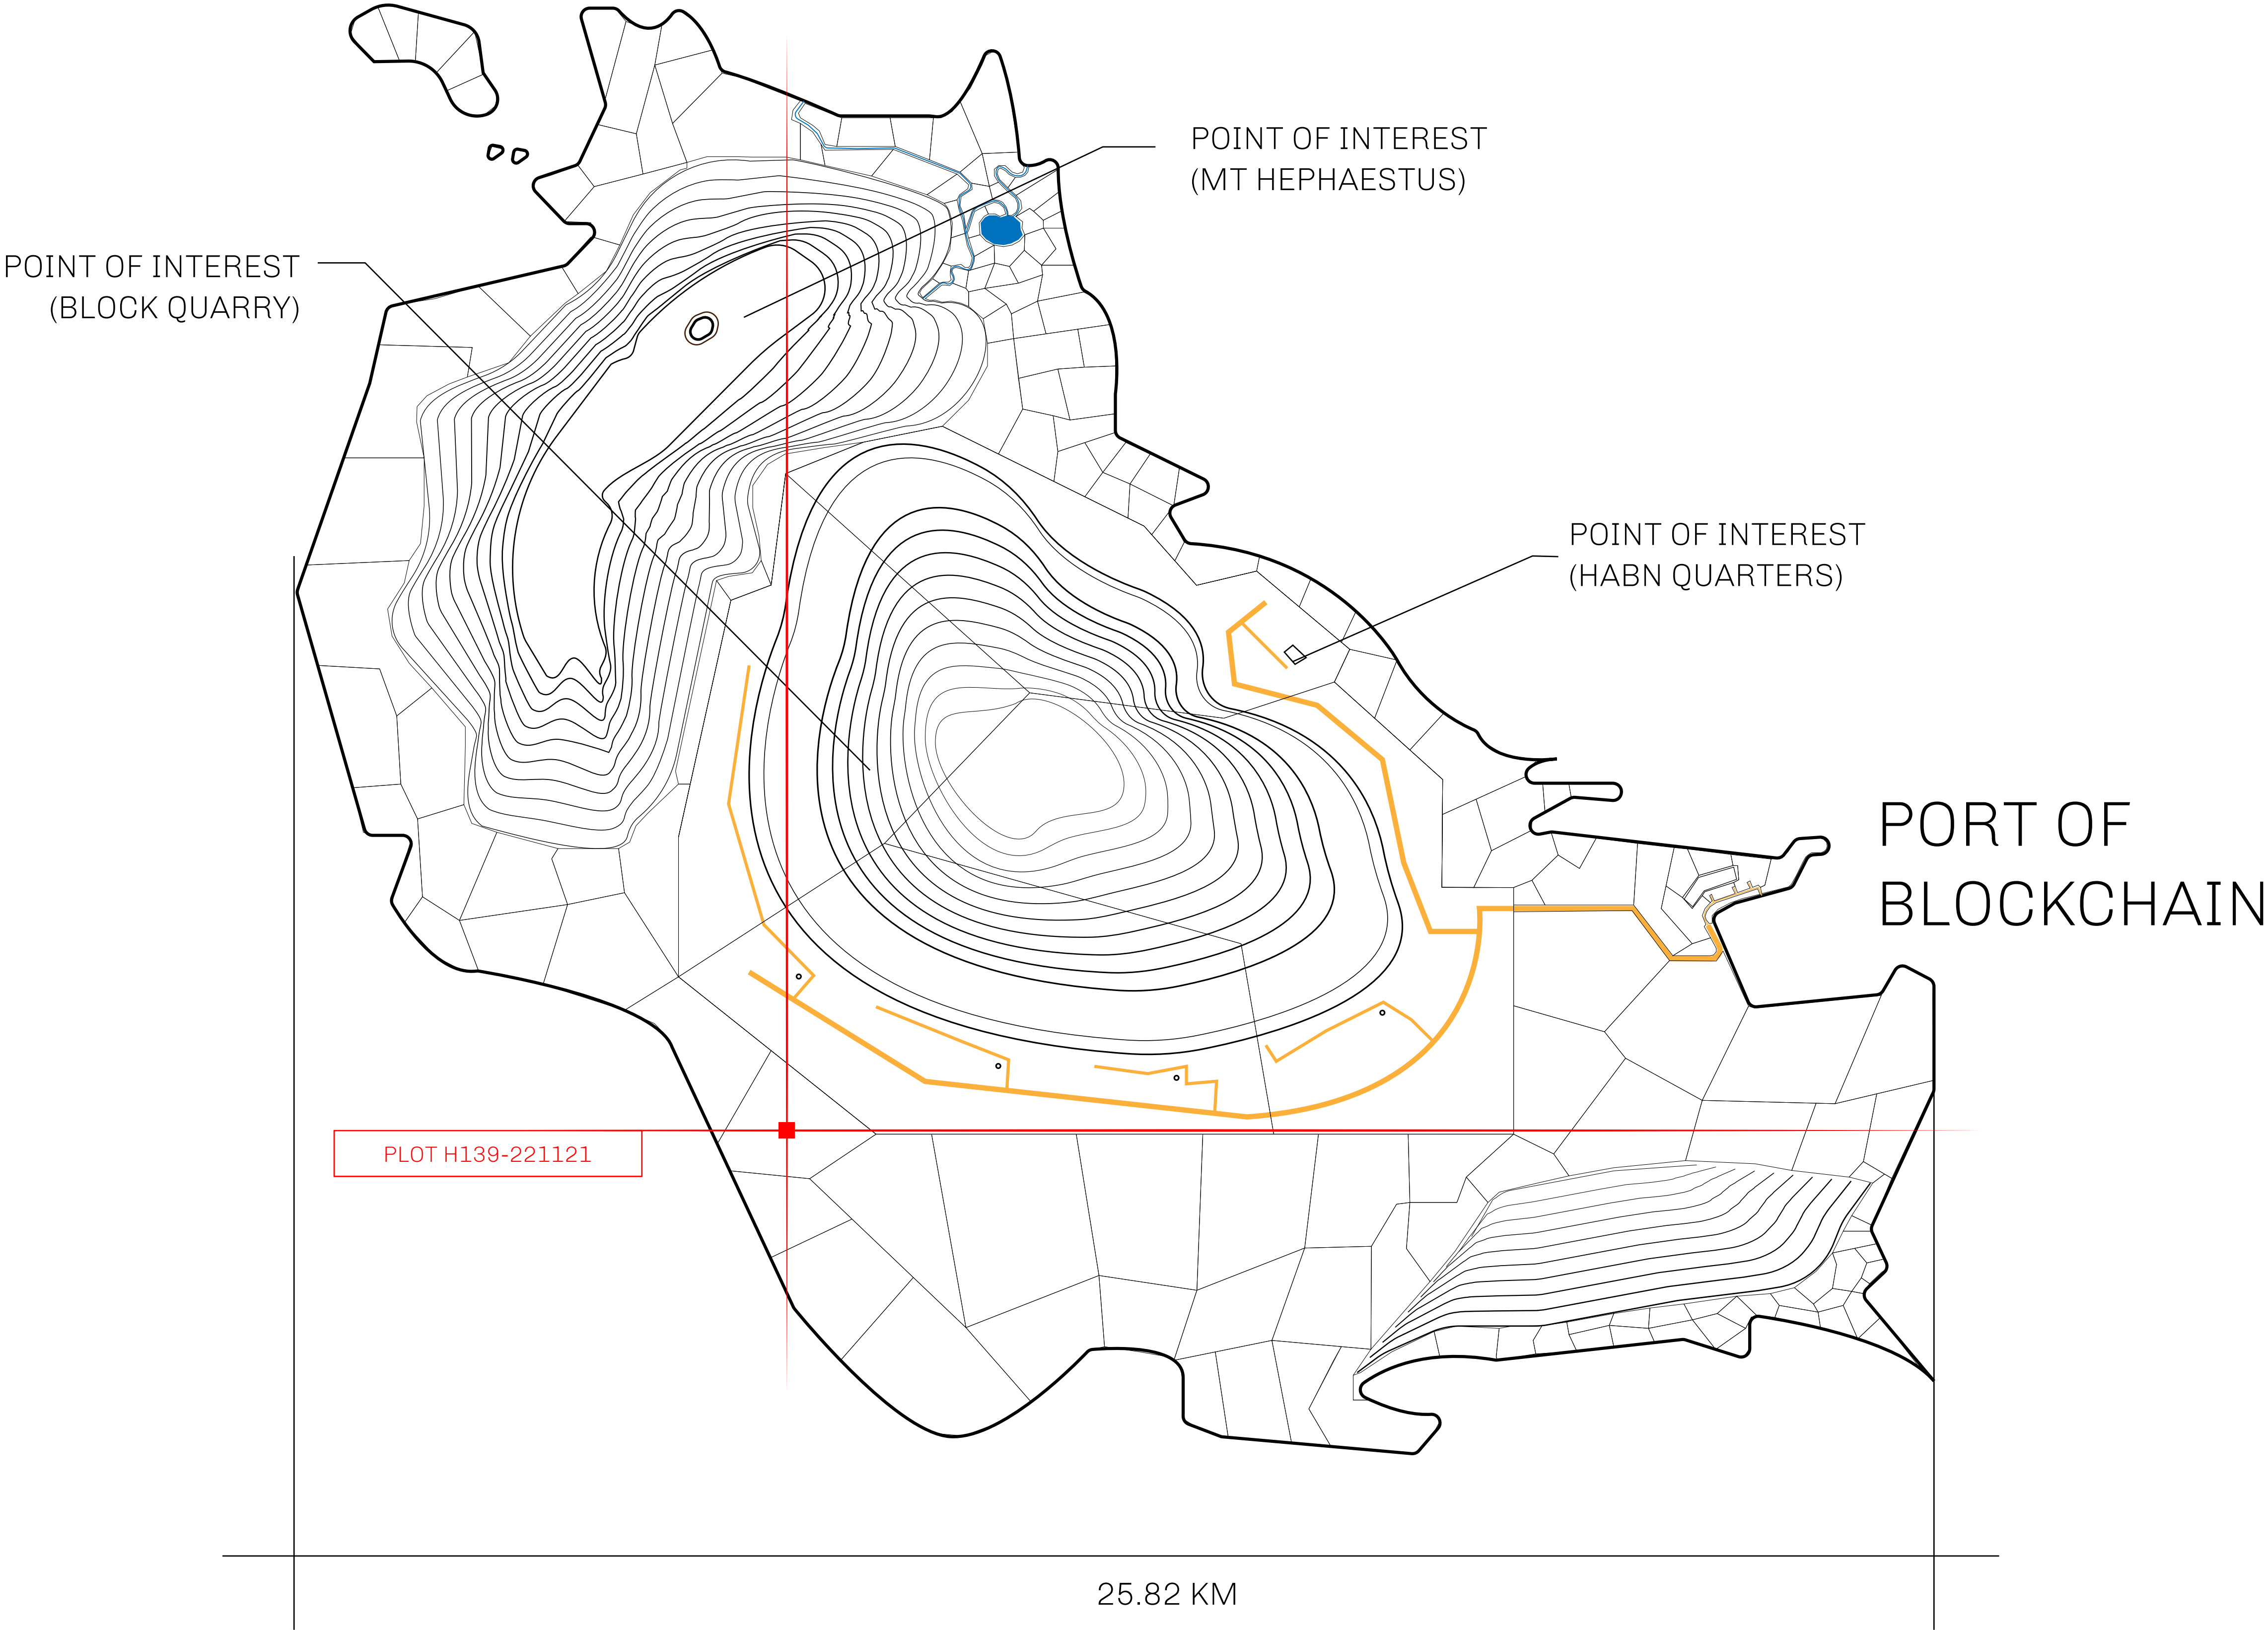 POINT OF INTEREST
(MT HEPHAESTUS)
POINT OF INTEREST
(BLOCK QUARRY)
POINT OF INTEREST
(HABN QUARTERS)
PORT OF
BLOCKCHAIN
PLOT H139-221121
25.82 KM